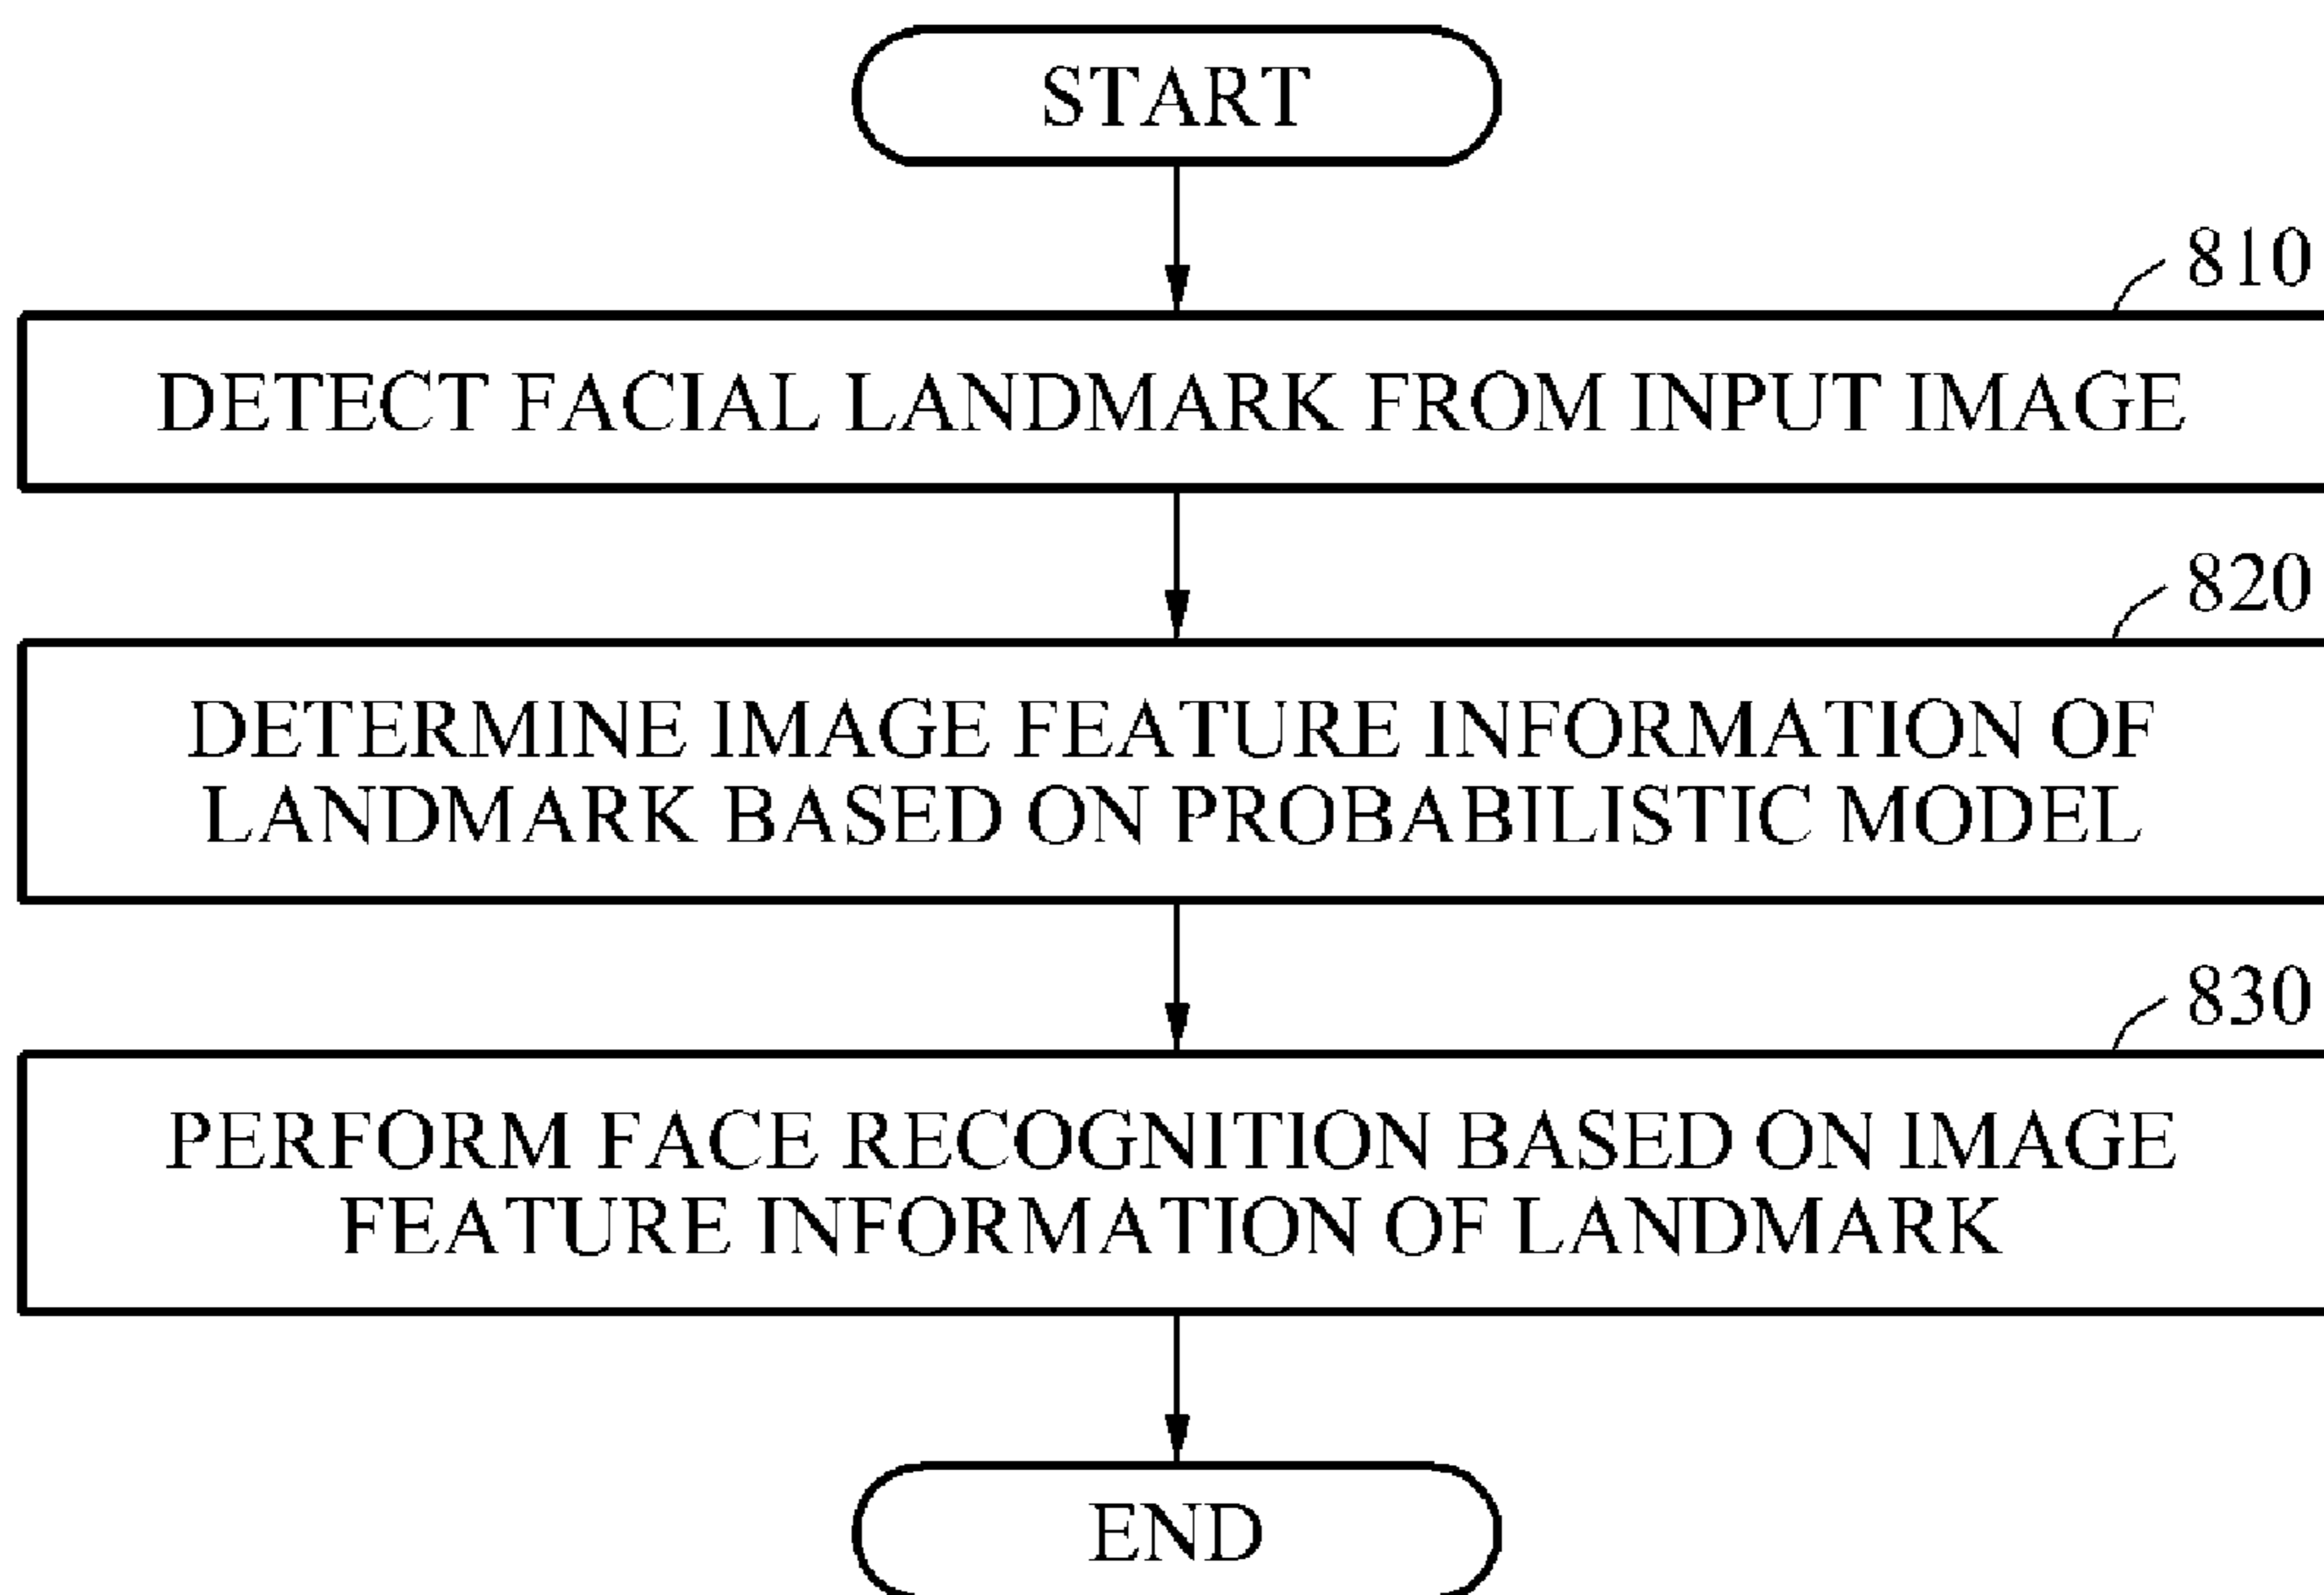 START
810
DETECT FACIAL LANDMARK FROM INPUT IMAGE
820
DETERMINE IMAGE FEATURE INFORMATION OF
LANDMARK BASED ON PROBABILISTIC MODEL
830
PERFORM FACE RECOGNITION BASED ON IMAGE
FEATURE INFORMATION OF LANDMARK
END